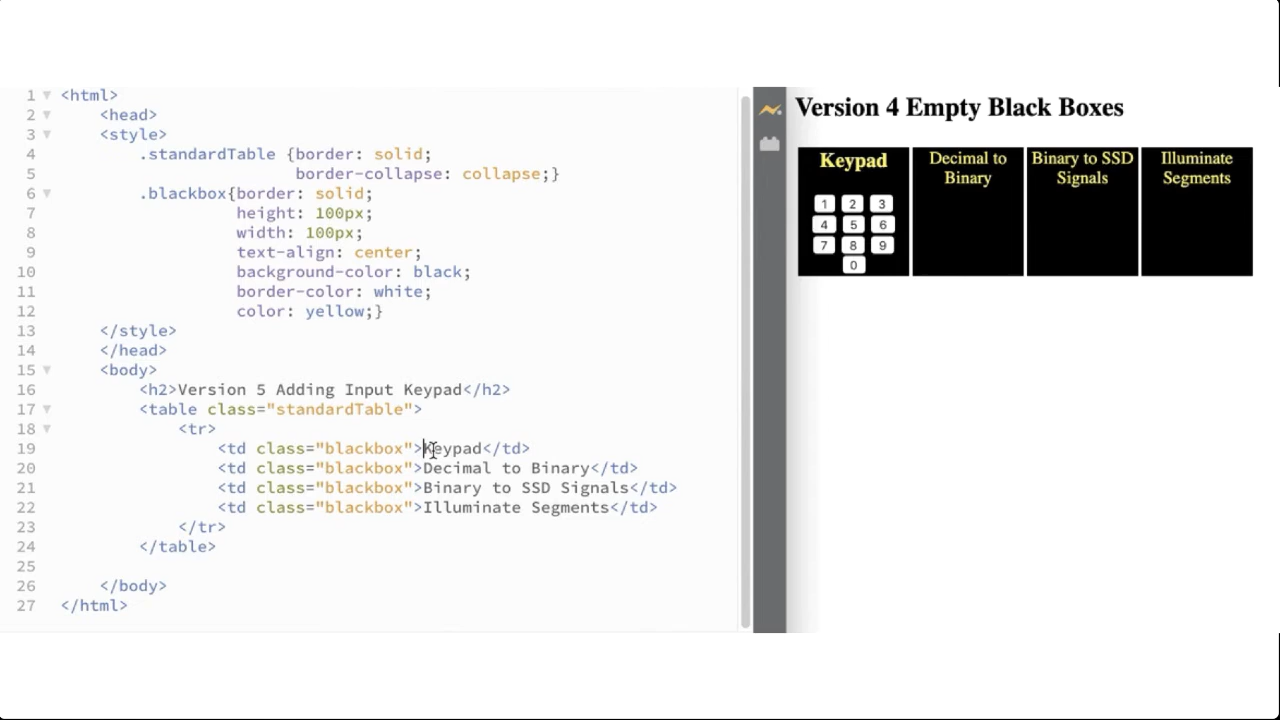 1 <html>
2 <head>
3 <style>
4 .standardTable {border: solid;
5 border-collapse: collapse;}
6 .blackbox{border: solid;
7 height: 100px;
8 width: 100px;
9 text-align: center;
10 background-color: black;
11 border-color: white;
12 color: yellow;}
13 </style>
14 </head>
15 <body>
16 <h2>Version 5 Adding Input Keypad</h2>
17 <table class="standardTable">
18 <tr>
19 <td class="blackbox">Keypad</td>
20 <td class="blackbox">Decimal to Binary</td>
21 <td class="blackbox">Binary to SSD Signals</td>
22 <td class="blackbox">Illuminate Segments</td>
23 </tr>
24 </table>
25
26 </body>
27 </html>
Version 4 Empty Black Boxes
Keypad
1 2 3
4 5 6
7 8 9
0
Decimal to
Binary
Binary to SSD
Signals
Illuminate
Segments